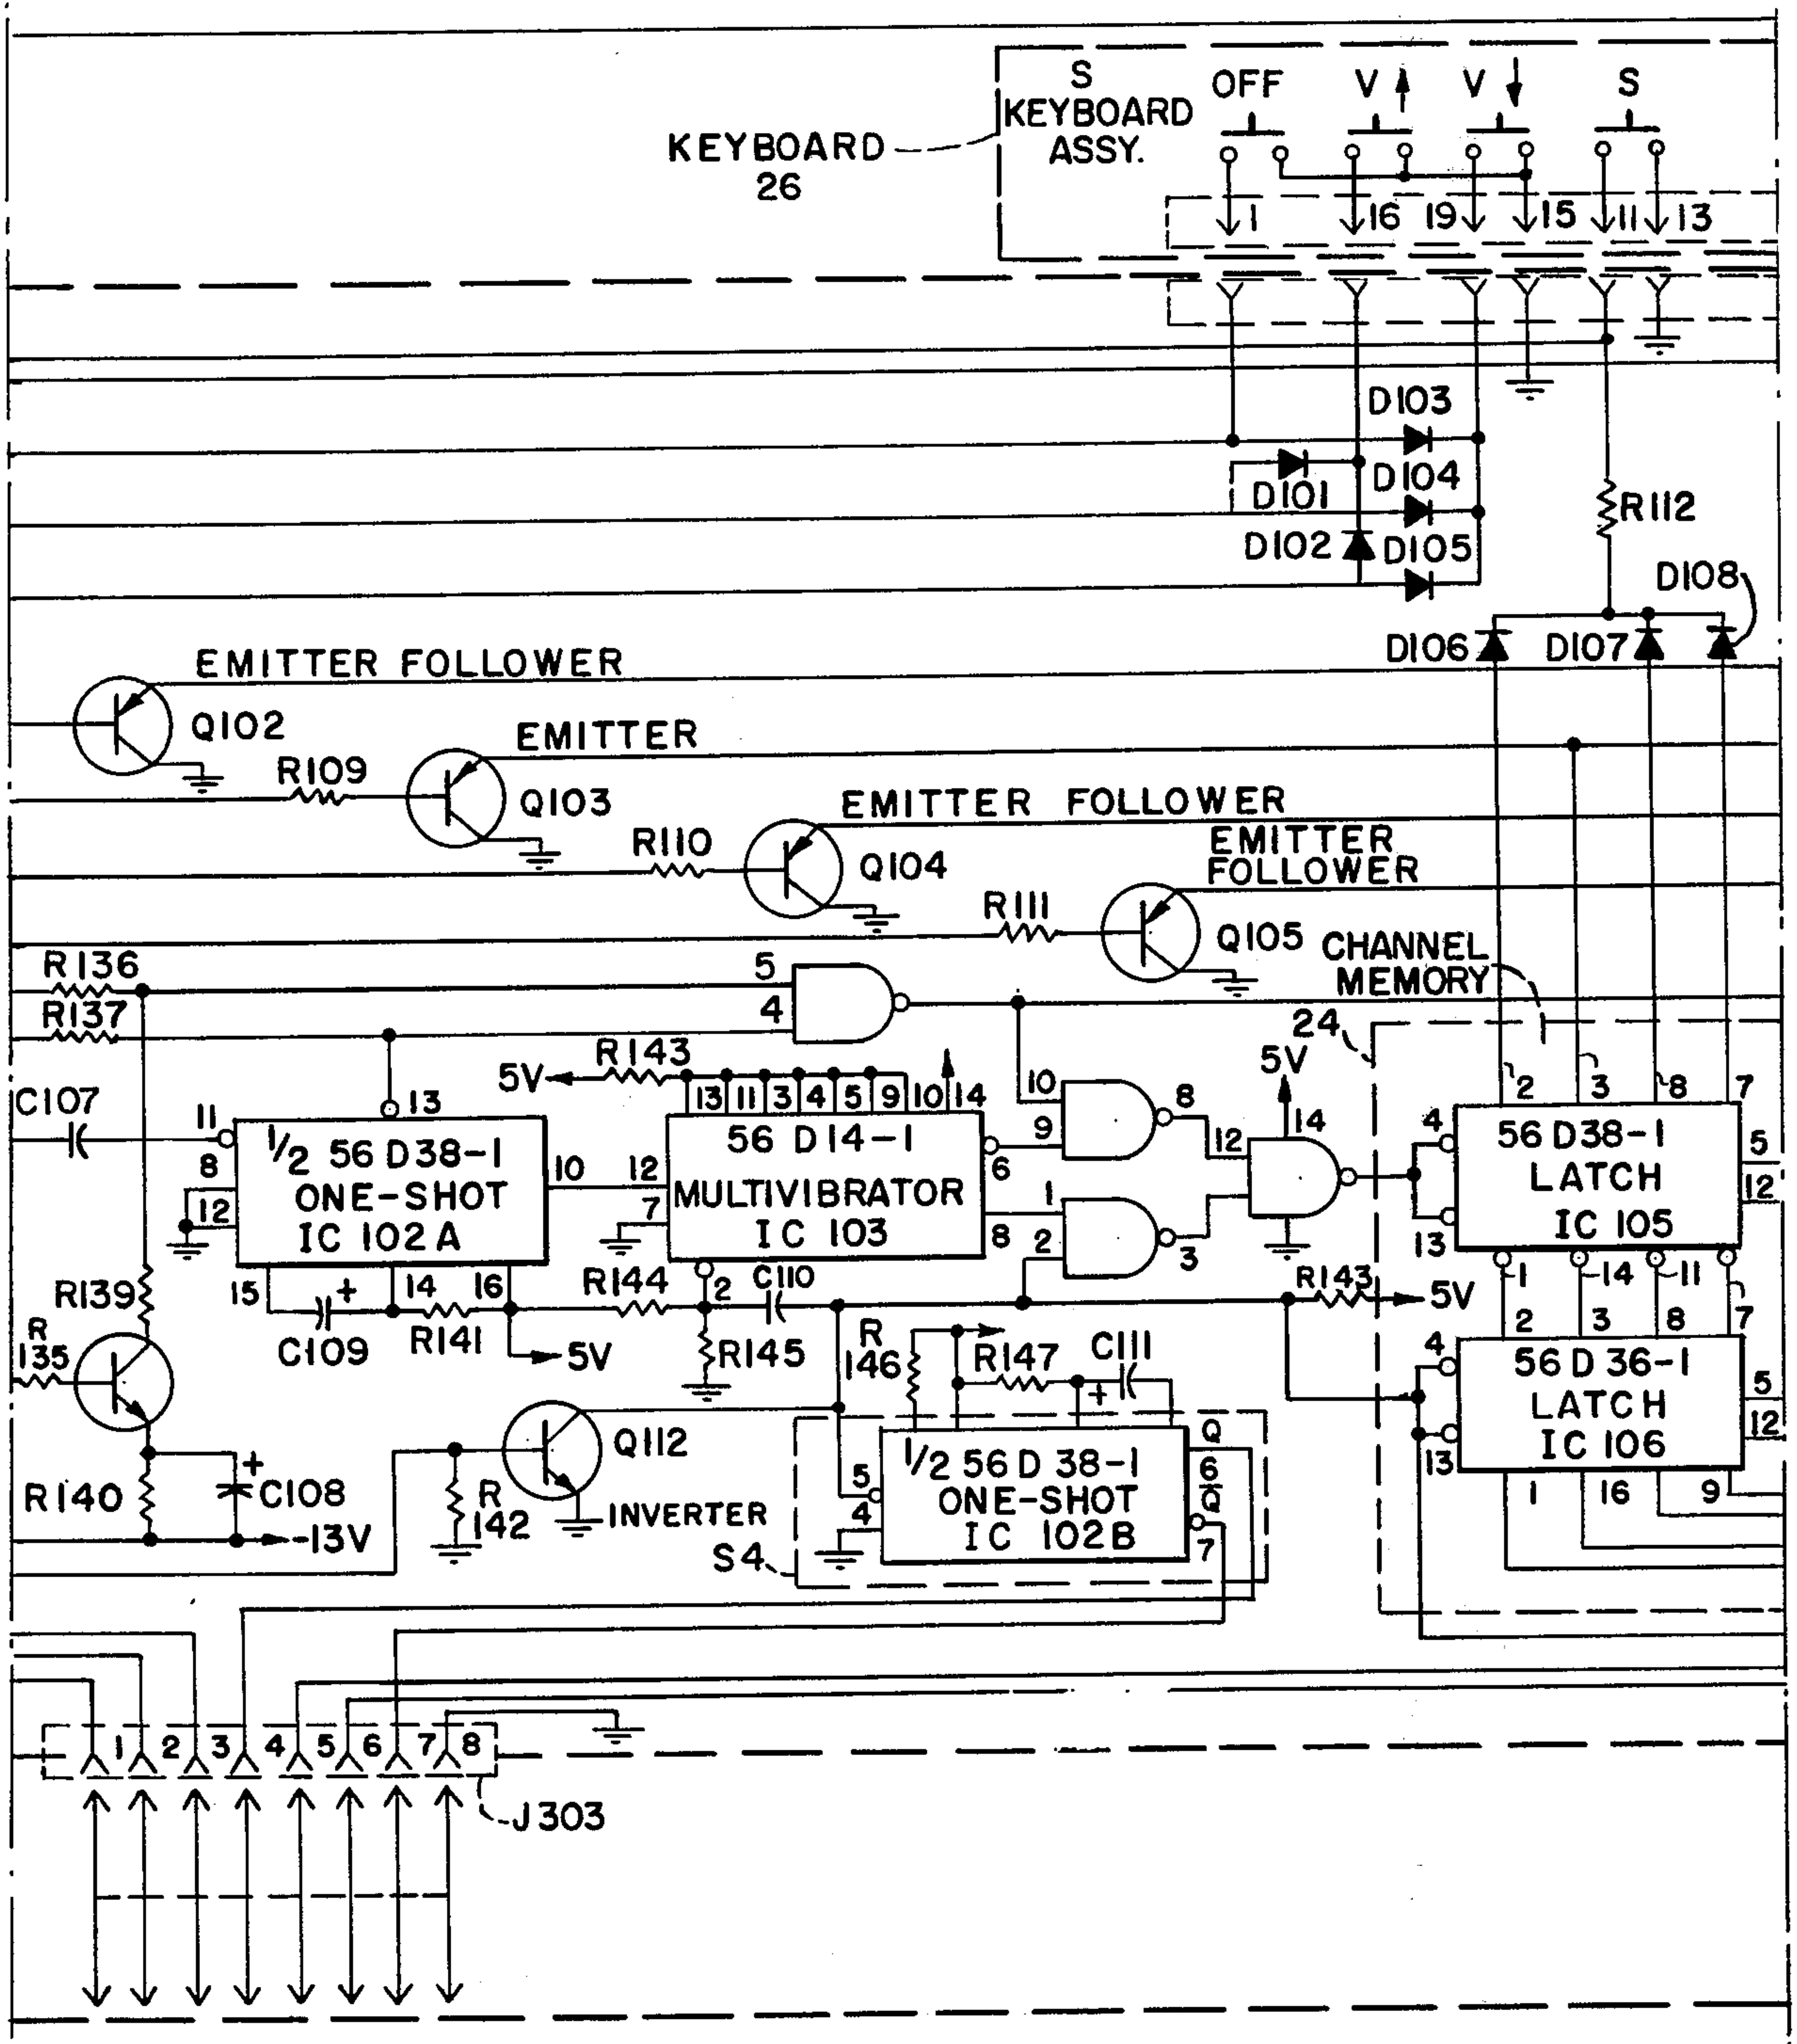 S
KEYBOARD
ASSY.
OFF
V
V
S
KEYBOARD
26
1
16
19
15
11
13
D103
D101
D104
D102
D105
R112
D108
D106
D107
EMITTER FOLLOWER
Q102
EMITTER
R109
Q103
EMITTER FOLLOWER
R110
Q104
EMITTER
FOLLOWER
R111
Q105
CHANNEL
MEMORY
R136
5
4
R137
24
R143
5V
13
11
3
4
5
9
10
14
5V
14
10
9
8
12
2
3
8
7
C107
11
13
8
12
1/2 56 D38-1
ONE-SHOT
IC 102A
10
12
7
56 D14-1
MULTIVIBRATOR
IC 103
6
8
1
2
3
4
13
56 D38-1
LATCH
IC 105
5
12
15
14
16
R144
2
C110
R143
5V
1
14
11
7
R139
C109
+
R141
5V
R145
R
146
R147
C111
+
2
3
8
7
R
135
4
13
56 D 36-1
LATCH
IC 106
5
12
Q112
5
4
1/2 56 D 38-1
ONE-SHOT
IC 102B
Q
6
Q
7
1
16
9
R140
+
C108
R
142
INVERTER
-13V
S4
1
2
3
4
5
6
7
8
J303